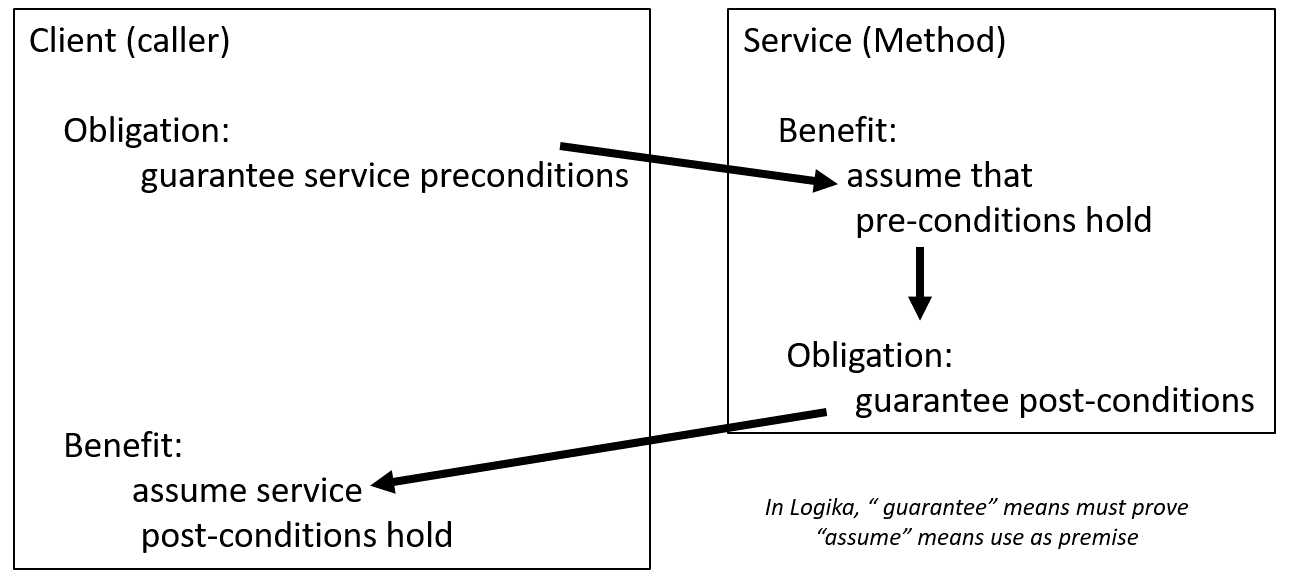 Client (caller)
Obligation:
guarantee service preconditions
Benefit:
assume service
post-conditions hold
Service (Method)
Benefit:
assume that
pre-conditions hold
Obligation:
guarantee post-conditions
In Logika, “ guarantee” means must prove
“assume” means use as premise